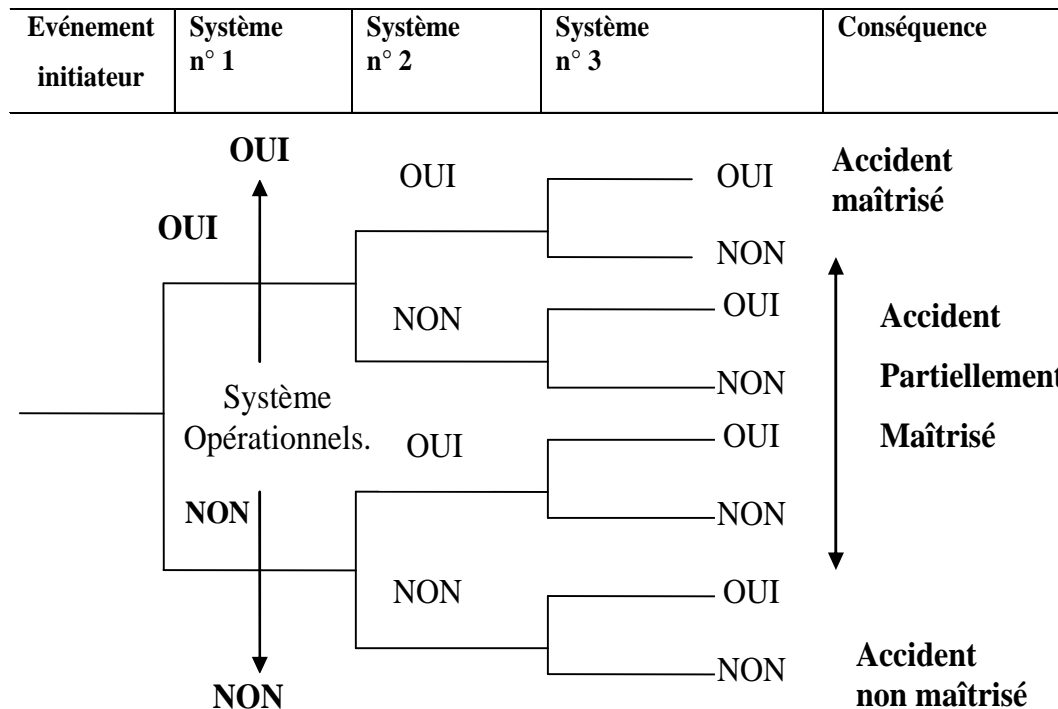 Evénement
initiateur
Système
n° 1
Système
n° 2
Système
n° 3
Conséquence
OUI
OUI
OUI
OUI
Accident
maîtrisé
NON
NON
OUI
Accident
NON
Partiellement
Système
Opérationnels.
OUI
OUI
Maîtrisé
NON
NON
NON
OUI
NON
NON
Accident
non maîtrisé